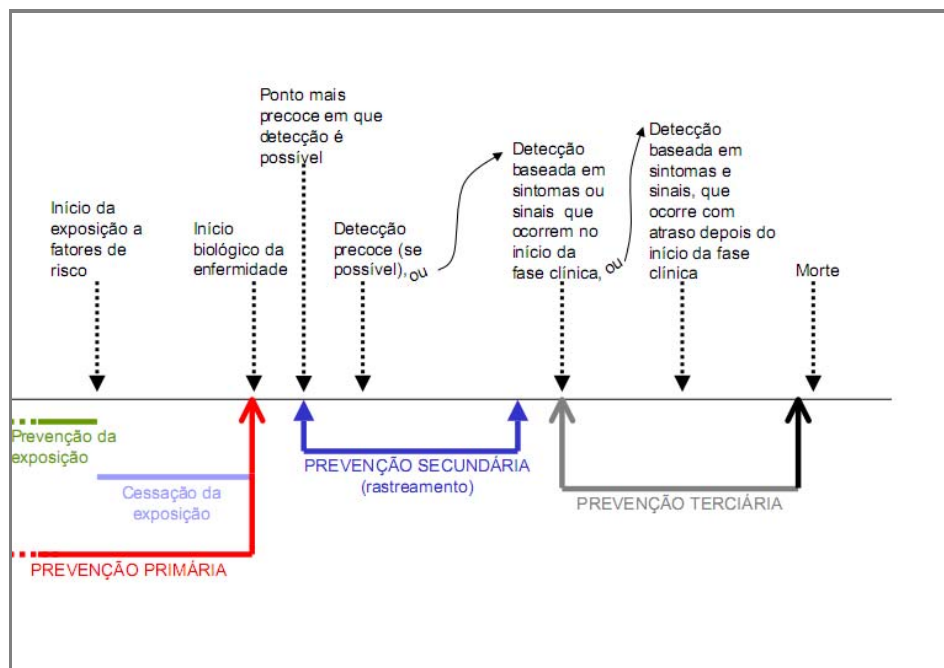 Ponto mais
precoce em que
detecção é
possível
Início da
exposição a
fatores de
risco
Início
biológico da
enfermidade
Detecção
precoce (se
possível), ou
Detecção
baseada em
sintomas ou
sinais que
ocorrem no
início da
fase clínica, ou
Detecção
baseada em
sintomas e
sinais, que
ocorre com
atraso depois do
início da fase
clínica
Morte
Prevenção da
exposição
Cessação da
exposição
PREVENÇÃO PRIMÁRIA
PREVENÇÃO SECUNDÁRIA
(rastreamento)
PREVENÇÃO TERCIÁRIA